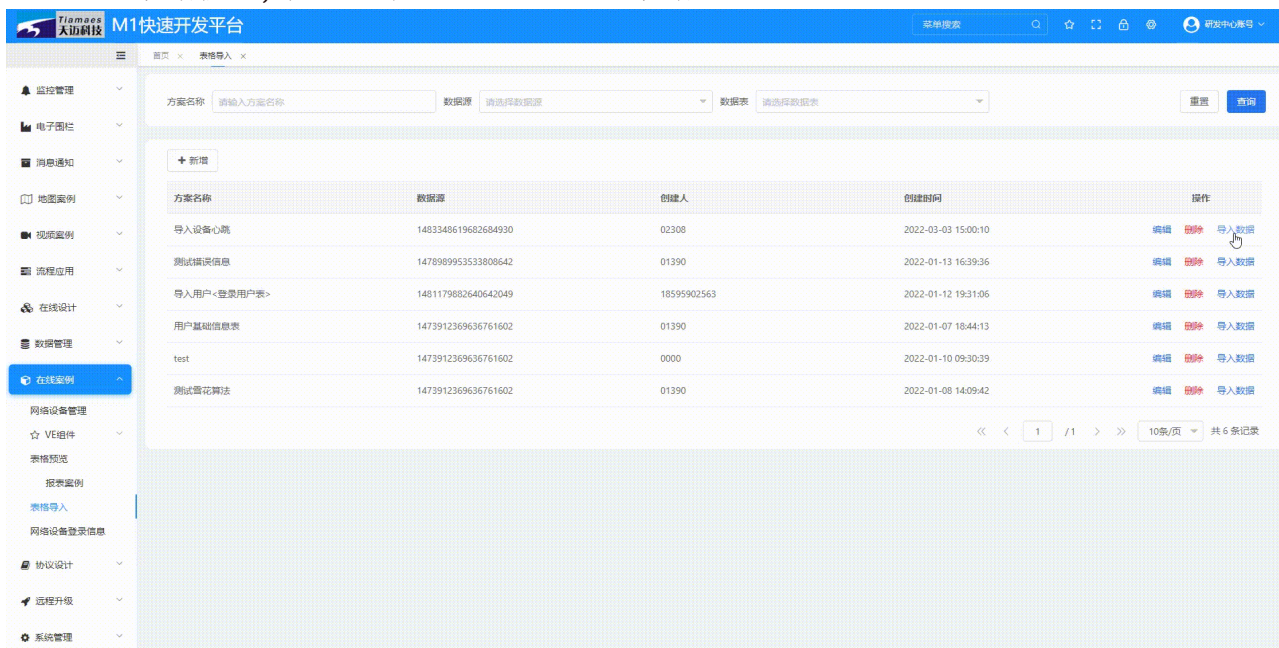 Tiamaes
天迈科技 M1快速开发平台 菜单搜索 研发中心账号
首页 × 表格导入 ×
监控管理
电子围栏
消息通知
地图案例
视频案例
流程应用
在线设计
数据管理
在线案例
网络设备管理
VE组件
表格预览
报表案例
表格导入
网络设备登录信息
协议设计
远程升级
系统管理
方案名称 请输入方案名称 数据源 请选择数据源 数据表 请选择数据表 重置 查询
新增
方案名称 数据源 创建人 创建时间 操作
导入设备心跳 1483348619682684930 02308 2022-03-03 15:00:10 编辑 删除 导入数据
测试错误信息 1478989953533808642 01390 2022-01-13 16:39:36 编辑 删除 导入数据
导入用户<登录用户表> 1481179882640642049 18595902563 2022-01-12 19:31:06 编辑 删除 导入数据
用户基础信息表 1473912369636761602 01390 2022-01-07 18:44:13 编辑 删除 导入数据
test 1473912369636761602 0000 2022-01-10 09:30:39 编辑 删除 导入数据
测试雪花算法 1473912369636761602 01390 2022-01-08 14:09:42 编辑 删除 导入数据
1 /1 10条/页 共 6 条记录